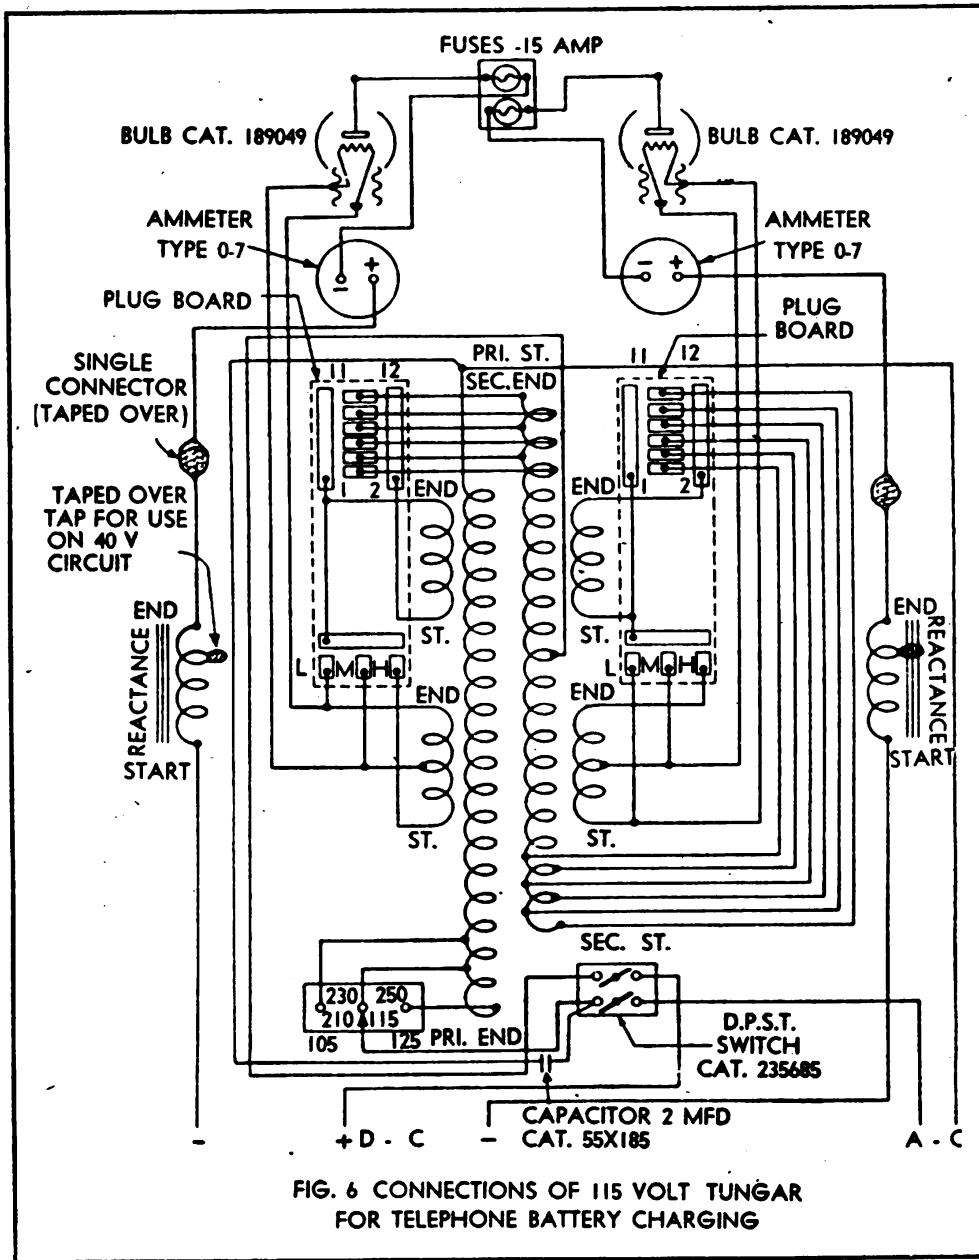 FUSES -15 AMP
BULB CAT. 189049
BULB CAT. 189049
AMMETER
TYPE 0-7
AMMETER
TYPE 0-7
- +
- +
PLUG BOARD
PLUG
BOARD
SINGLE
CONNECTOR
(TAPED OVER)
PRI. ST.
SEC. END
11 12
11 12
1 2
1 2
END
END
TAPED OVER
TAP FOR USE
ON 40 V
CIRCUIT
ST.
ST.
END
REACTANCE
START
END
REACTANCE
START
L M H
L M H
END
END
ST.
ST.
SEC. ST.
230 250
210 115
105 125
PRI. END
D.P.S.T.
SWITCH
CAT. 235685
CAPACITOR 2 MFD
CAT. 55X185
- + D - C - A - C
FIG. 6 CONNECTIONS OF 115 VOLT TUNGAR
FOR TELEPHONE BATTERY CHARGING